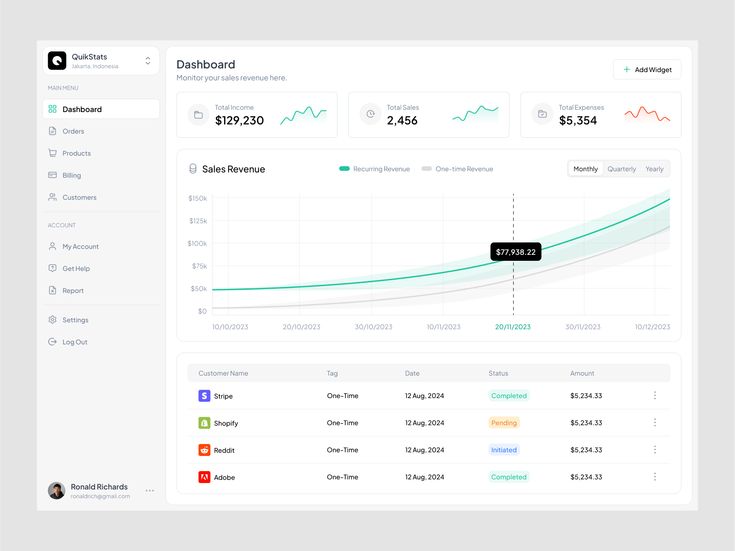 QuikStats
Jakarta, Indonesia
MAIN MENU
Dashboard
Orders
Products
Billing
Customers
ACCOUNT
My Account
Get Help
Report
Settings
Log Out
Ronald Richards
ronaldrich@gmail.com
Dashboard
Monitor your sales revenue here.
+ Add Widget
Total Income
$129,230
Total Sales
2,456
Total Expenses
$5,354
Sales Revenue
Recurring Revenue One-time Revenue
Monthly Quarterly Yearly
$150k
$125k
$100k
$75k
$50k
$0
$77,938.22
10/10/2023 20/10/2023 30/10/2023 10/11/2023 20/11/2023 30/11/2023 10/12/2023
Customer Name Tag Date Status Amount
Stripe One-Time 12 Aug, 2024 Completed $5,234.33
Shopify One-Time 12 Aug, 2024 Pending $5,234.33
Reddit One-Time 12 Aug, 2024 Initiated $5,234.33
Adobe One-Time 12 Aug, 2024 Completed $5,234.33